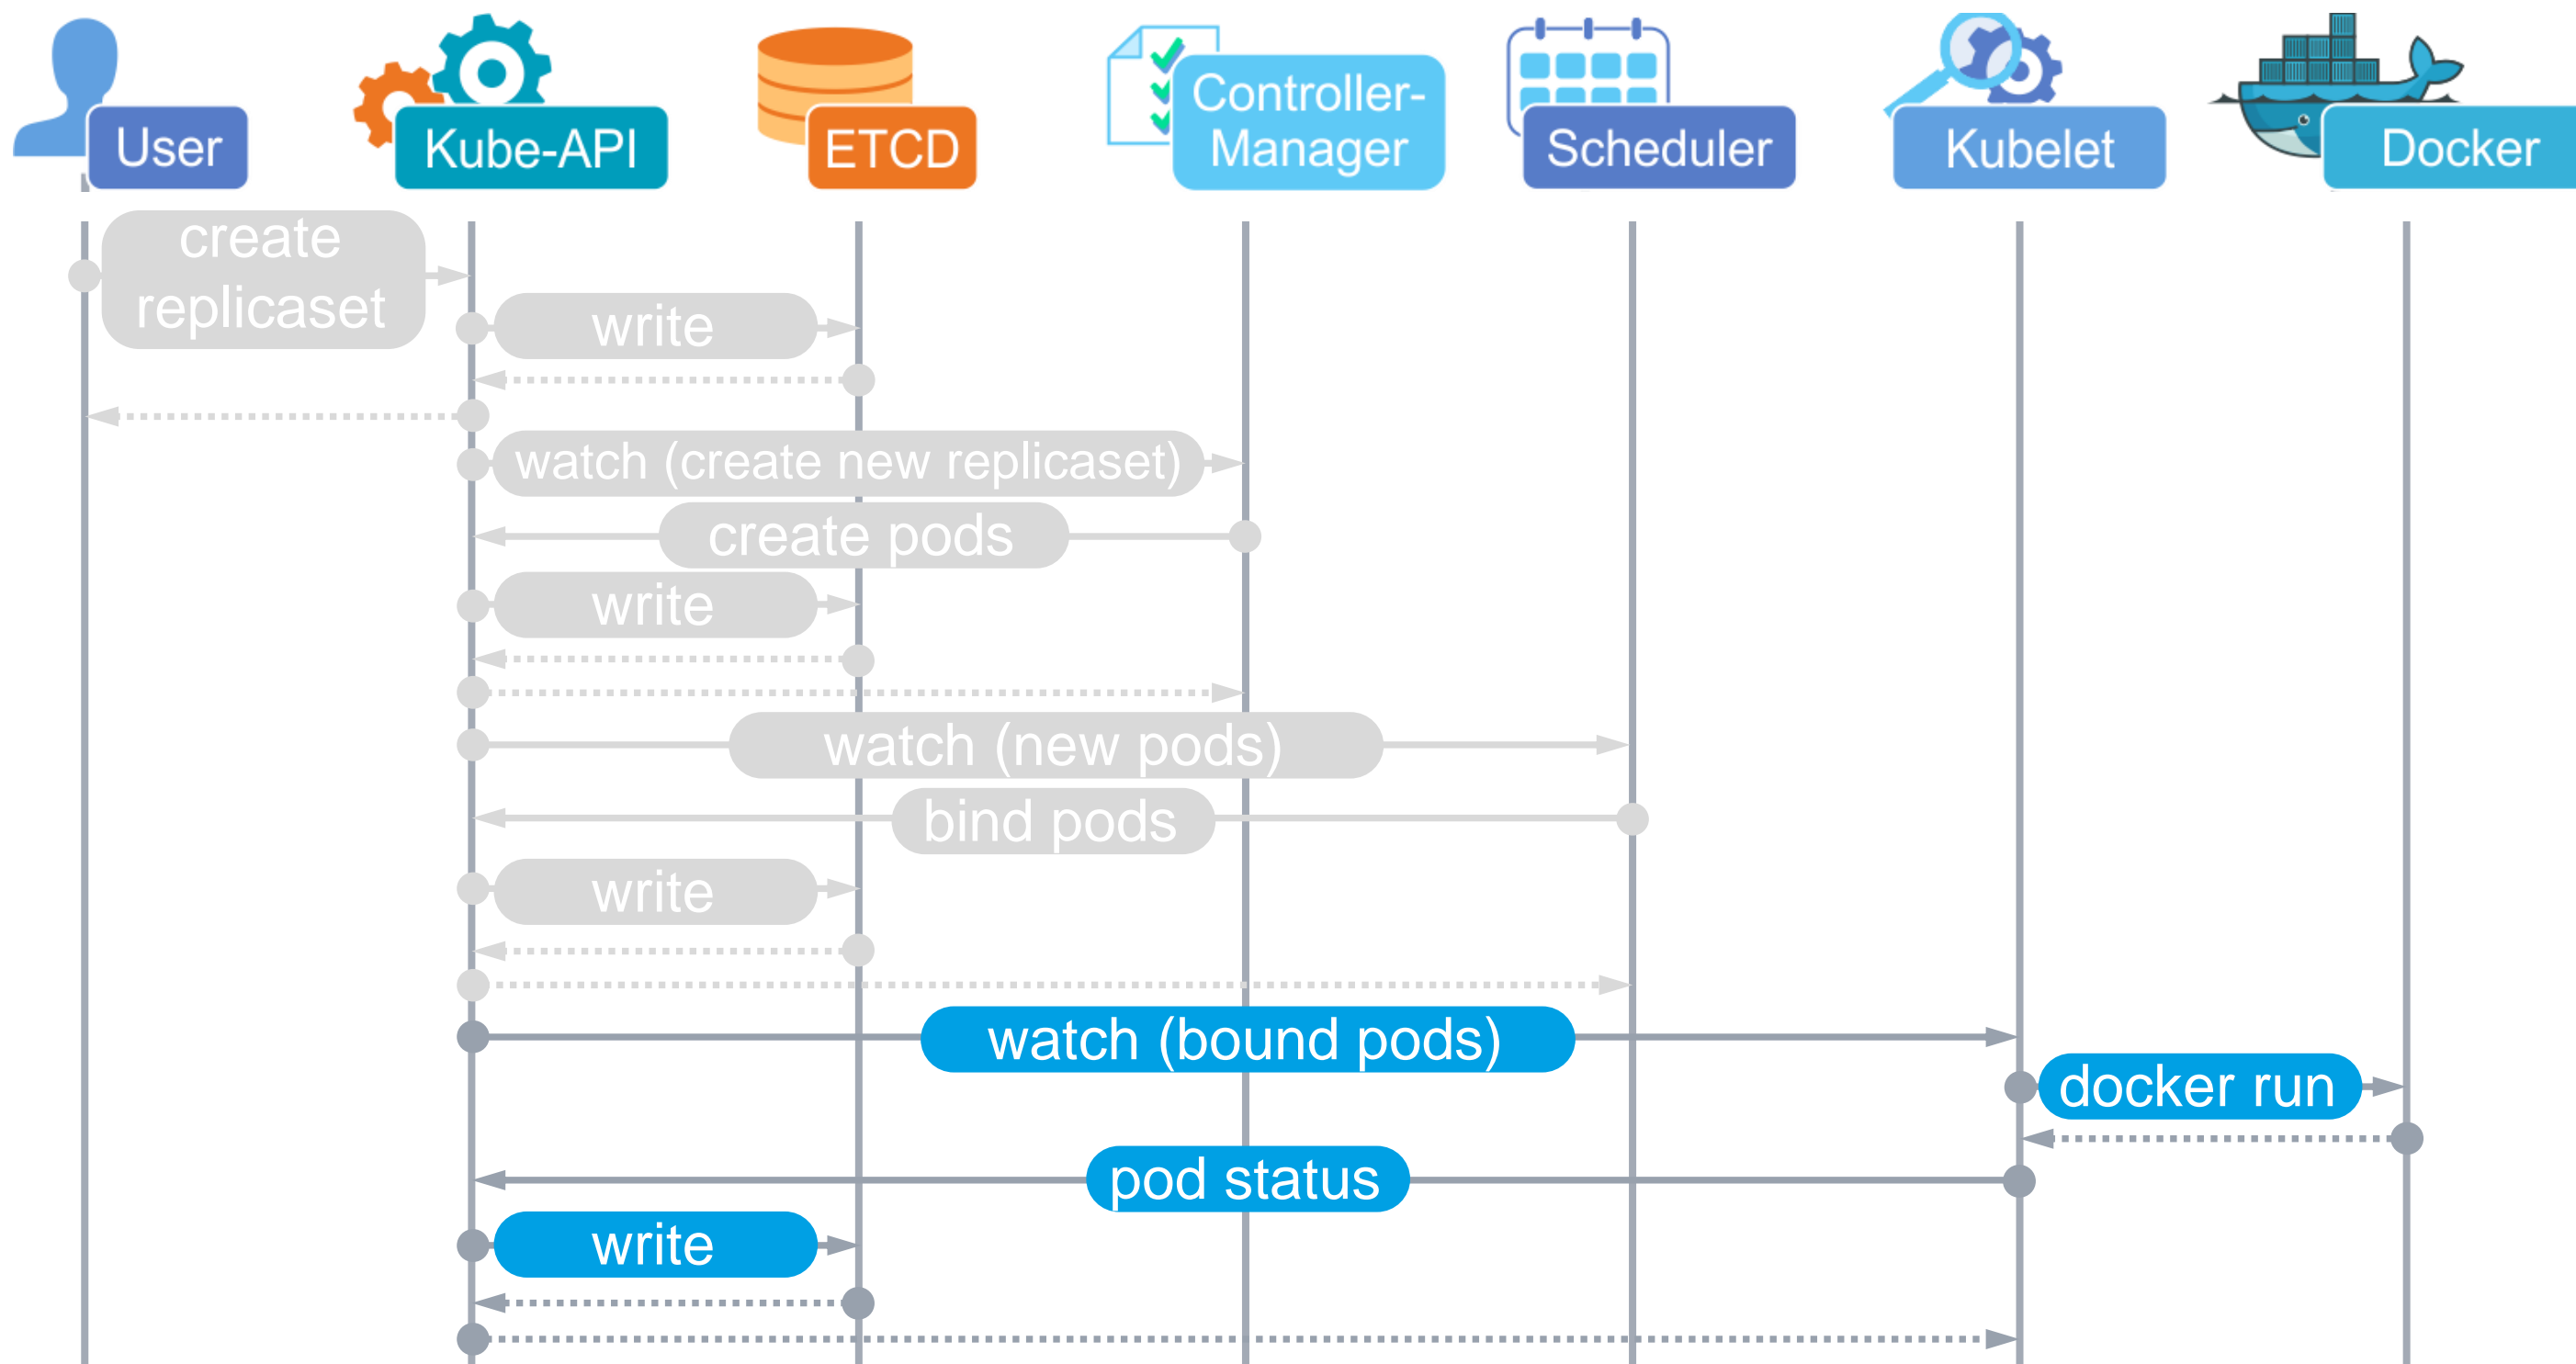 User
Kube-API
ETCD
Controller-
Manager
Scheduler
Kubelet
Docker
create
replicaset
write
watch (create new replicaset)
create pods
write
watch (new pods)
bind pods
write
watch (bound pods)
docker run
pod status
write